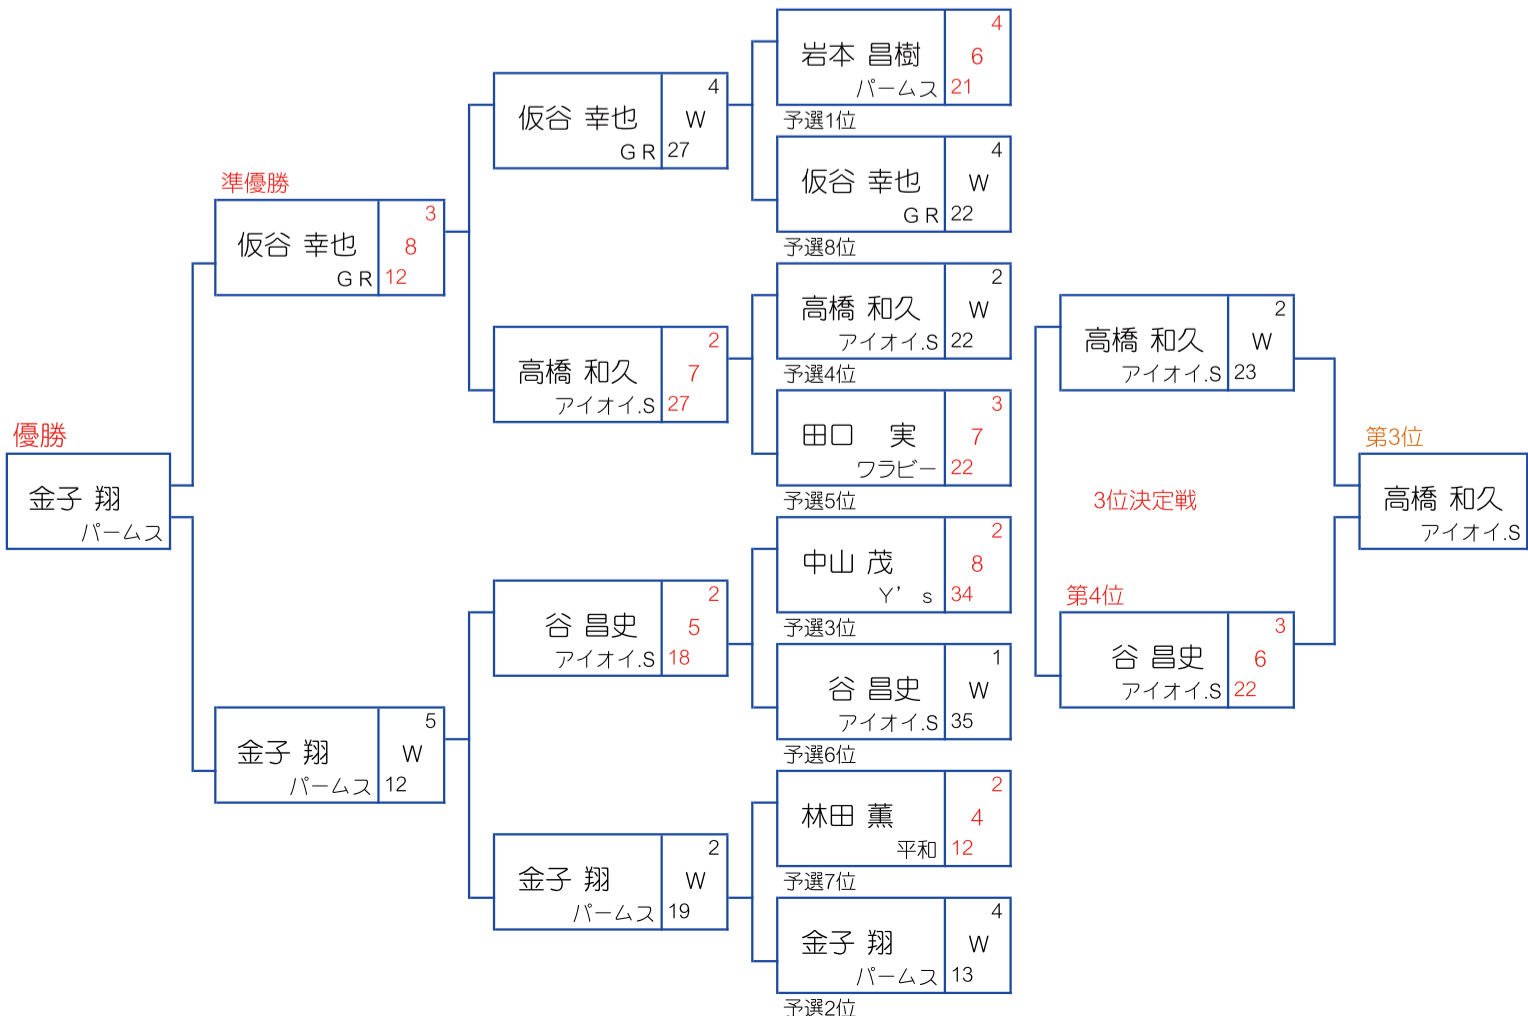 優勝
金子 翔
パームス
準優勝
仮谷 幸也
GR
3
8
12
金子 翔
パームス
5
W
12
仮谷 幸也
GR
4
W
27
高橋 和久
アイオイ.S
2
7
27
谷 昌史
アイオイ.S
2
5
18
金子 翔
パームス
2
W
19
岩本 昌樹
パームス
4
6
21
予選1位
仮谷 幸也
GR
4
W
22
予選8位
高橋 和久
アイオイ.S
2
W
22
予選4位
田口 実
ワラビー
3
7
22
予選5位
中山 茂
Y’ s
2
8
34
予選3位
谷 昌史
アイオイ.S
1
W
35
予選6位
林田 薫
平和
2
4
12
予選7位
金子 翔
パームス
4
W
13
予選2位
高橋 和久
アイオイ.S
2
W
23
3位決定戦
第4位
谷 昌史
アイオイ.S
3
6
22
第3位
高橋 和久
アイオイ.S